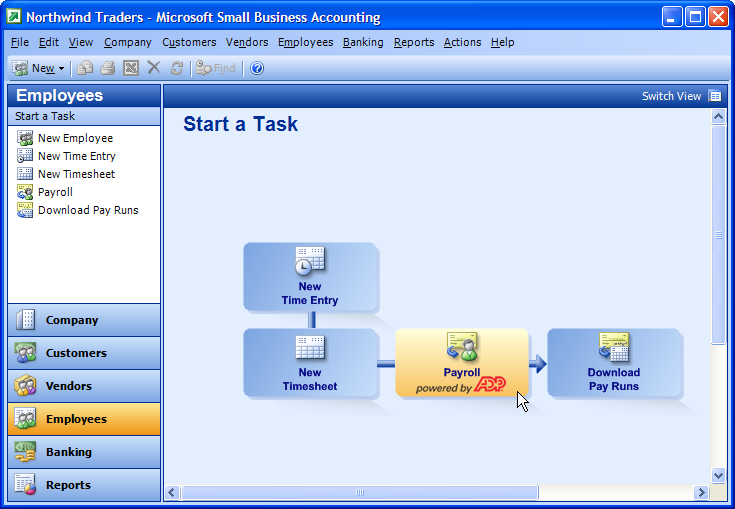 Northwind Traders - Microsoft Small Business Accounting
File Edit View Company Customers Vendors Employees Banking Reports Actions Help
New Find
Employees
Switch View
Start a Task
New Employee
New Time Entry
New Timesheet
Payroll
Download Pay Runs
Company
Customers
Vendors
Employees
Banking
Reports
Start a Task
New
Time Entry
New
Timesheet
Payroll
powered by ADP
Download
Pay Runs